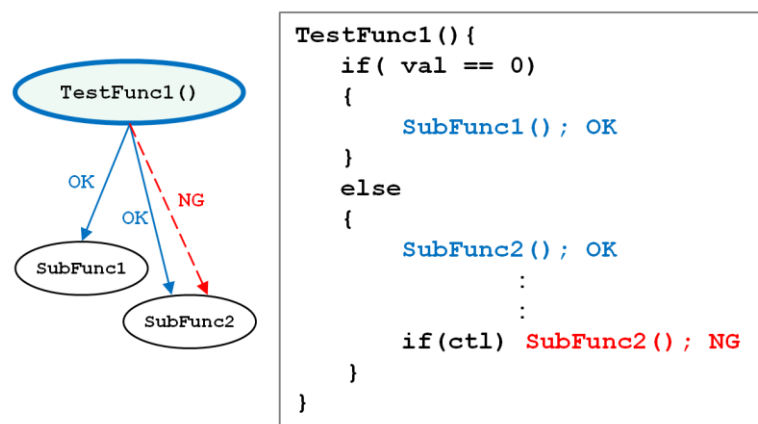 TestFunc1()
OK
OK
NG
SubFunc1
SubFunc2
TestFunc1(){
if( val == 0)
{
SubFunc1(); OK
}
else
{
SubFunc2(); OK
:
:
if(ctl) SubFunc2(); NG
}
}